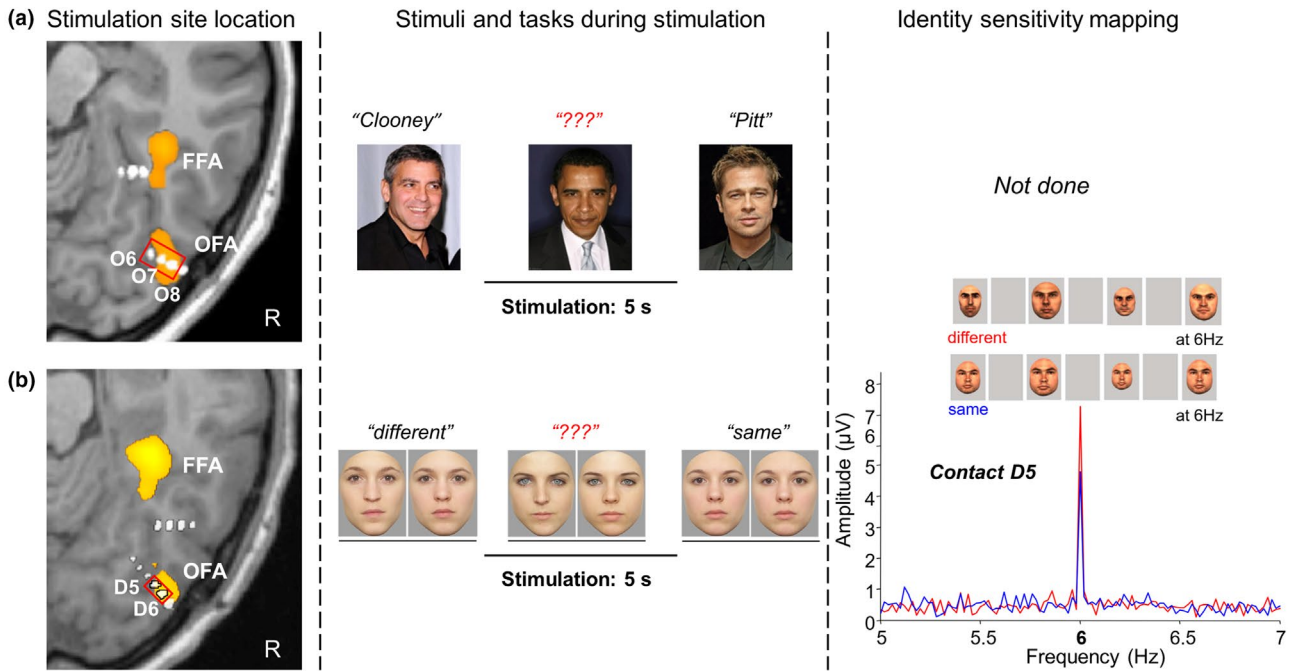 (a) Stimulation site location
Stimuli and tasks during stimulation
Identity sensitivity mapping
FFA
OFA
O6
O7
O8
R
“Clooney”
“???”
“Pitt”
Stimulation: 5 s
Not done
different
at 6Hz
same
at 6Hz
(b)
FFA
OFA
D5
D6
R
“different”
“???”
“same”
Stimulation: 5 s
Contact D5
Amplitude (µV)
8
7
6
5
4
3
2
1
0
5
5.5
6
6.5
7
Frequency (Hz)